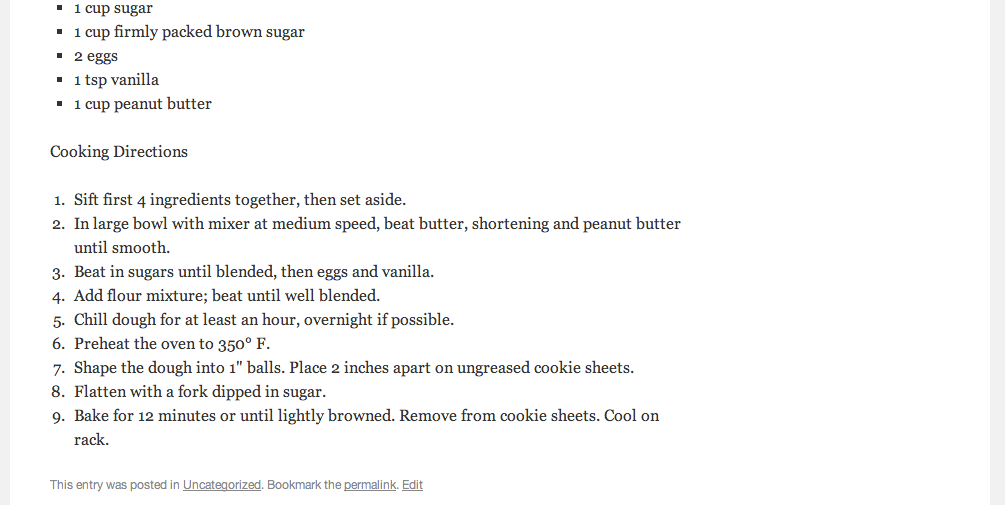 1 cup sugar
1 cup firmly packed brown sugar
2 eggs
1 tsp vanilla
1 cup peanut butter
Cooking Directions
1. Sift first 4 ingredients together, then set aside.
2. In large bowl with mixer at medium speed, beat butter, shortening and peanut butter
until smooth.
3. Beat in sugars until blended, then eggs and vanilla.
4. Add flour mixture; beat until well blended.
5. Chill dough for at least an hour, overnight if possible.
6. Preheat the oven to 350° F.
7. Shape the dough into 1" balls. Place 2 inches apart on ungreased cookie sheets.
8. Flatten with a fork dipped in sugar.
9. Bake for 12 minutes or until lightly browned. Remove from cookie sheets. Cool on
rack.
This entry was posted in Uncategorized. Bookmark the permalink. Edit